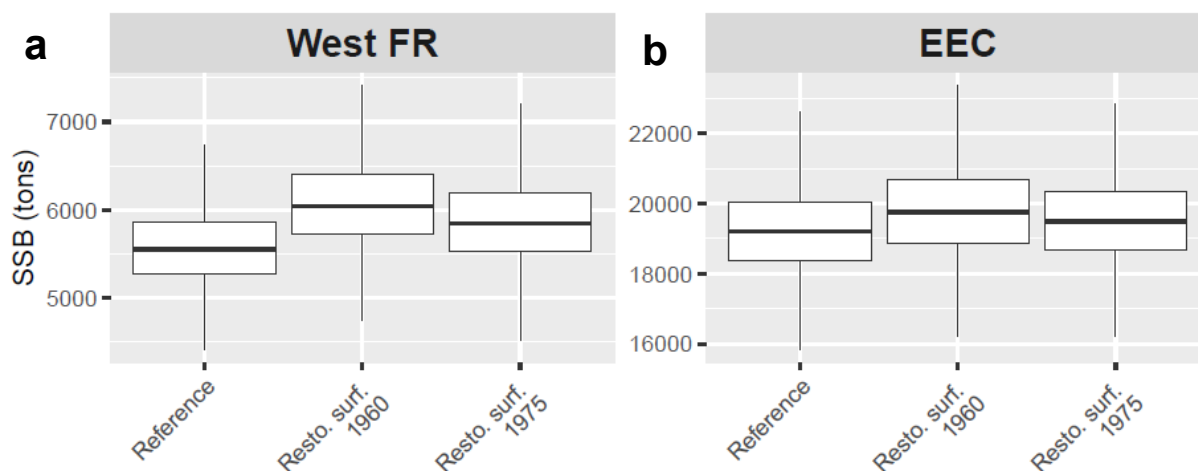 a
West FR
SSB (tons)
7000
6000
5000
Reference
Resto. surf.
1960
Resto. surf.
1975
b
EEC
22000
20000
18000
16000
Reference
Resto. surf.
1960
Resto. surf.
1975